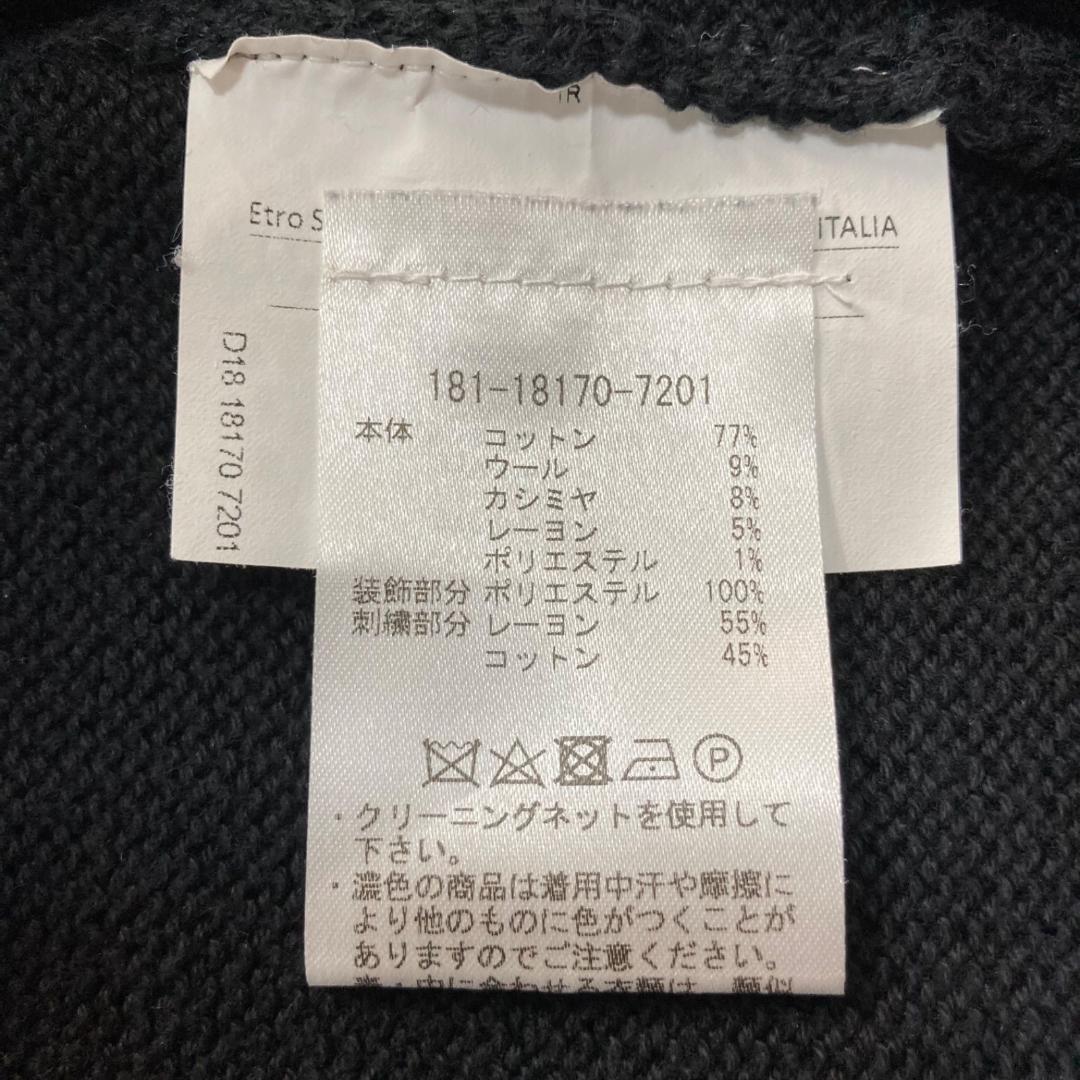 IR
Etro S
ITALIA
D18 18170 7201
181-18170-7201
本体 コットン 77%
ウール 9%
カシミヤ 8%
レーヨン 5%
ポリエステル 1%
装飾部分 ポリエステル 100%
刺繍部分 レーヨン 55%
コットン 45%
P
・クリーニングネットを使用して
下さい。
・濃色の商品は着用中汗や摩擦に
より他のものに色がつくことが
ありますのでご注意ください。